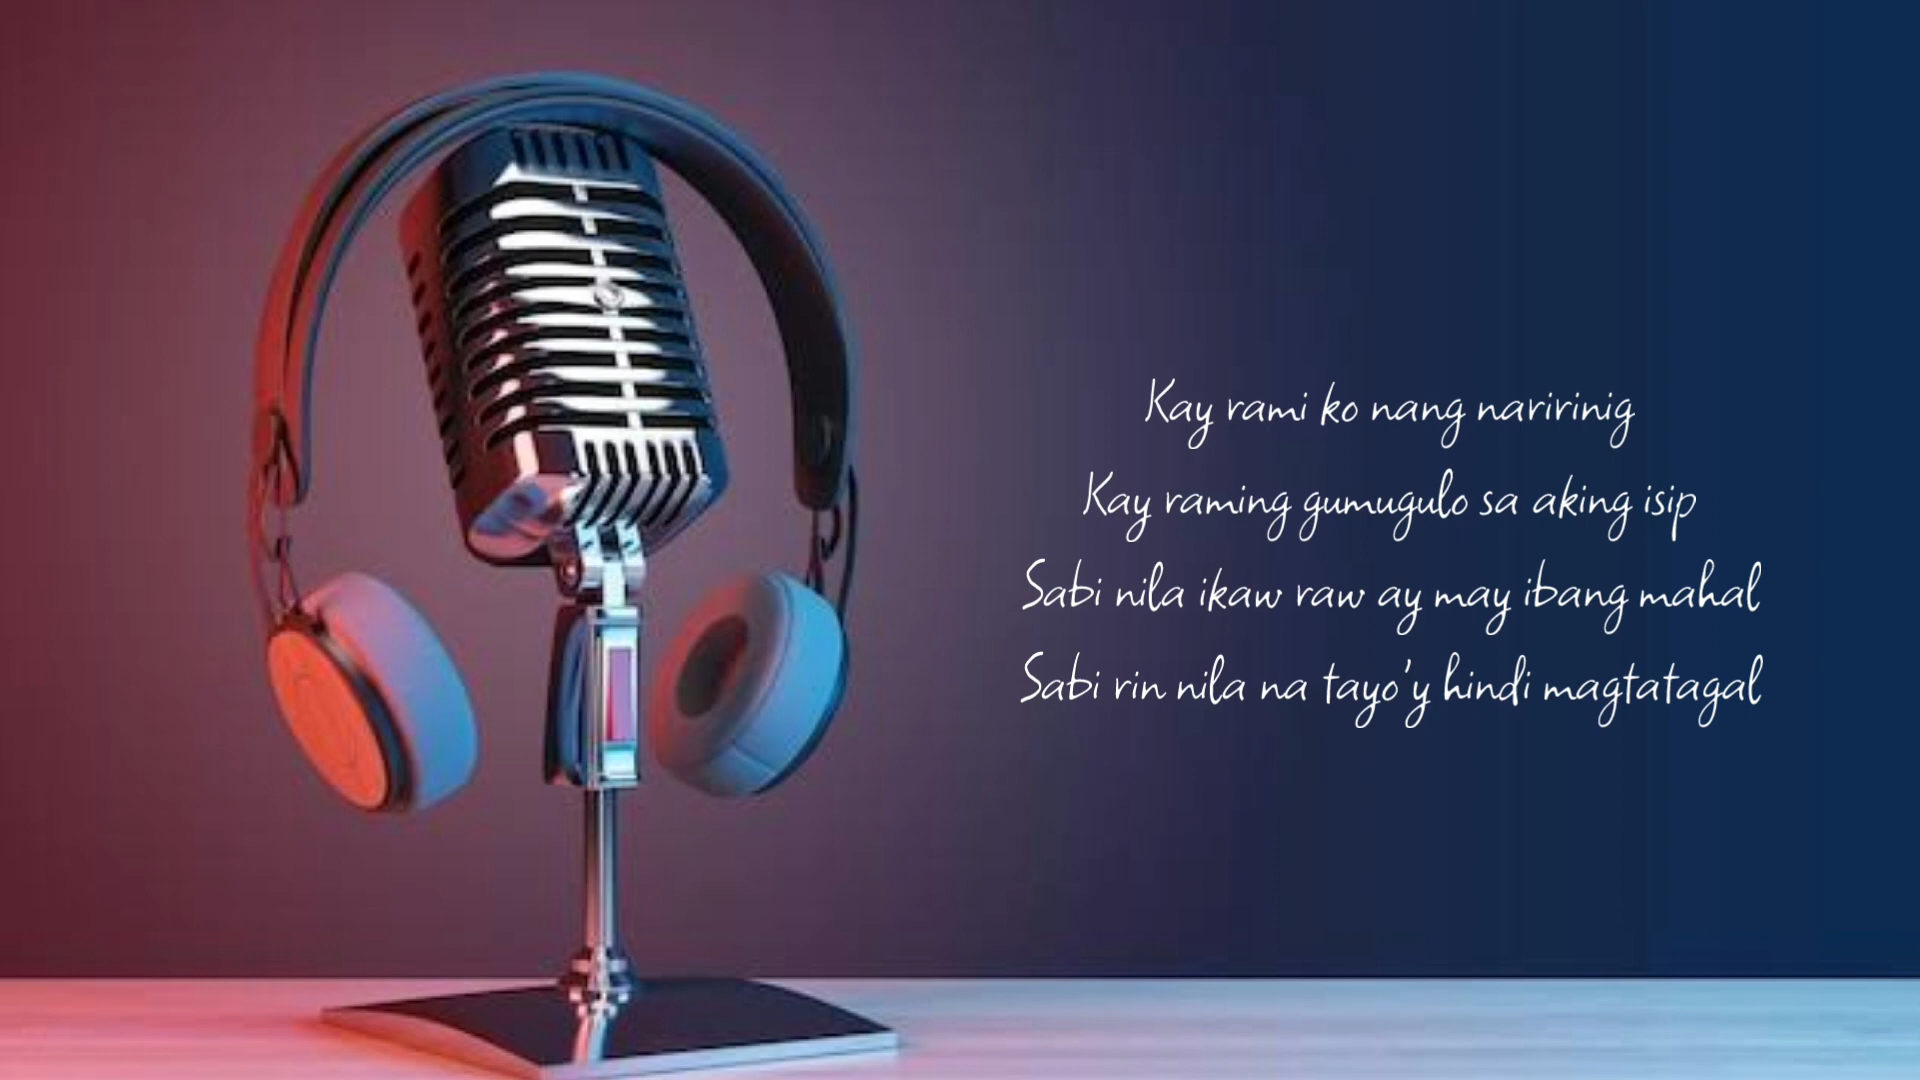 Kay rami ko nang naririnig
Kay raming gumugulo sa aking isip
Sabi nila ikaw raw ay may ibang mahal
Sabi rin nila na tayo'y hindi magtatagal